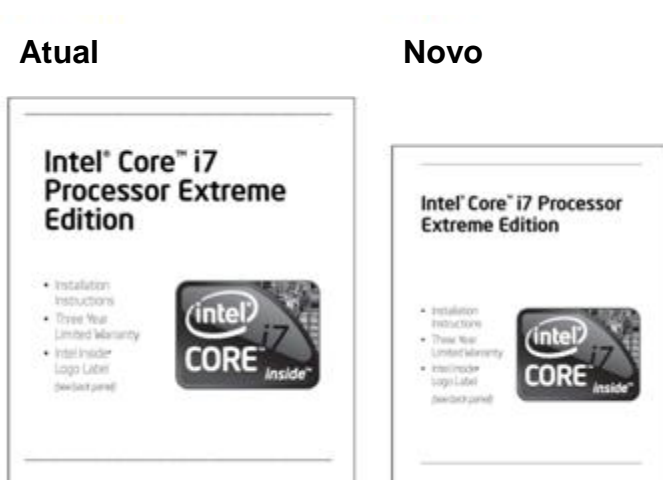 Atual
Novo
Intel® Core™ i7
Processor Extreme
Edition
• Installation
Instructions
• Three Year
Limited Warranty
• Intel Inside®
Logo Label
(See back panel)
intel
i7
CORE™
inside™
Intel® Core™ i7 Processor
Extreme Edition
• Installation
Instructions
• Three Year
Limited Warranty
• Intel Inside®
Logo Label
(See back panel)
intel
i7
CORE
inside™